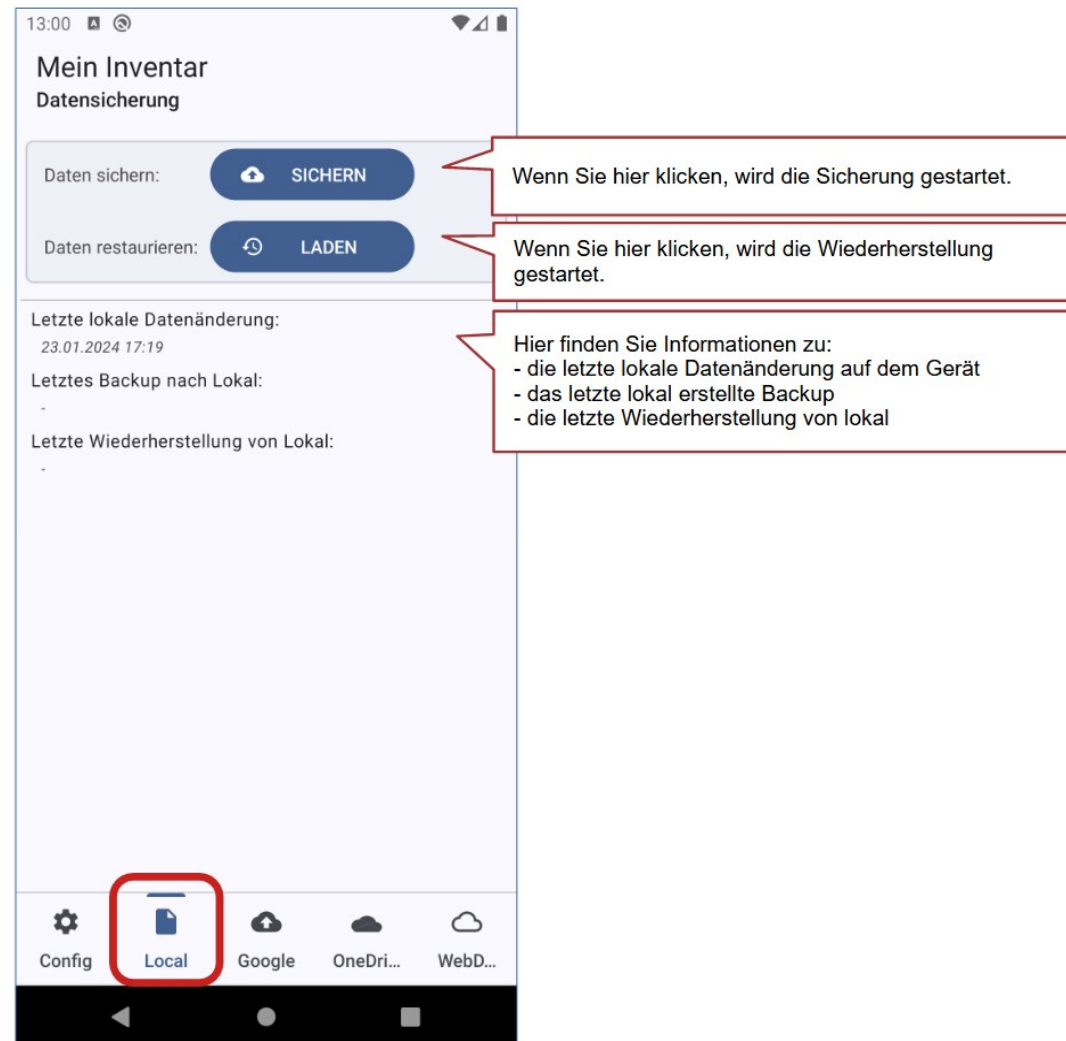 13:00
Mein Inventar
Datensicherung
Daten sichern:
SICHERN
Wenn Sie hier klicken, wird die Sicherung gestartet.
Daten restaurieren:
LADEN
Wenn Sie hier klicken, wird die Wiederherstellung
gestartet.
Letzte lokale Datenänderung:
23.01.2024 17:19
Letztes Backup nach Lokal:
-
Letzte Wiederherstellung von Lokal:
-
Hier finden Sie Informationen zu:
- die letzte lokale Datenänderung auf dem Gerät
- das letzte lokal erstellte Backup
- die letzte Wiederherstellung von lokal
Config
Local
Google
OneDri...
WebD...